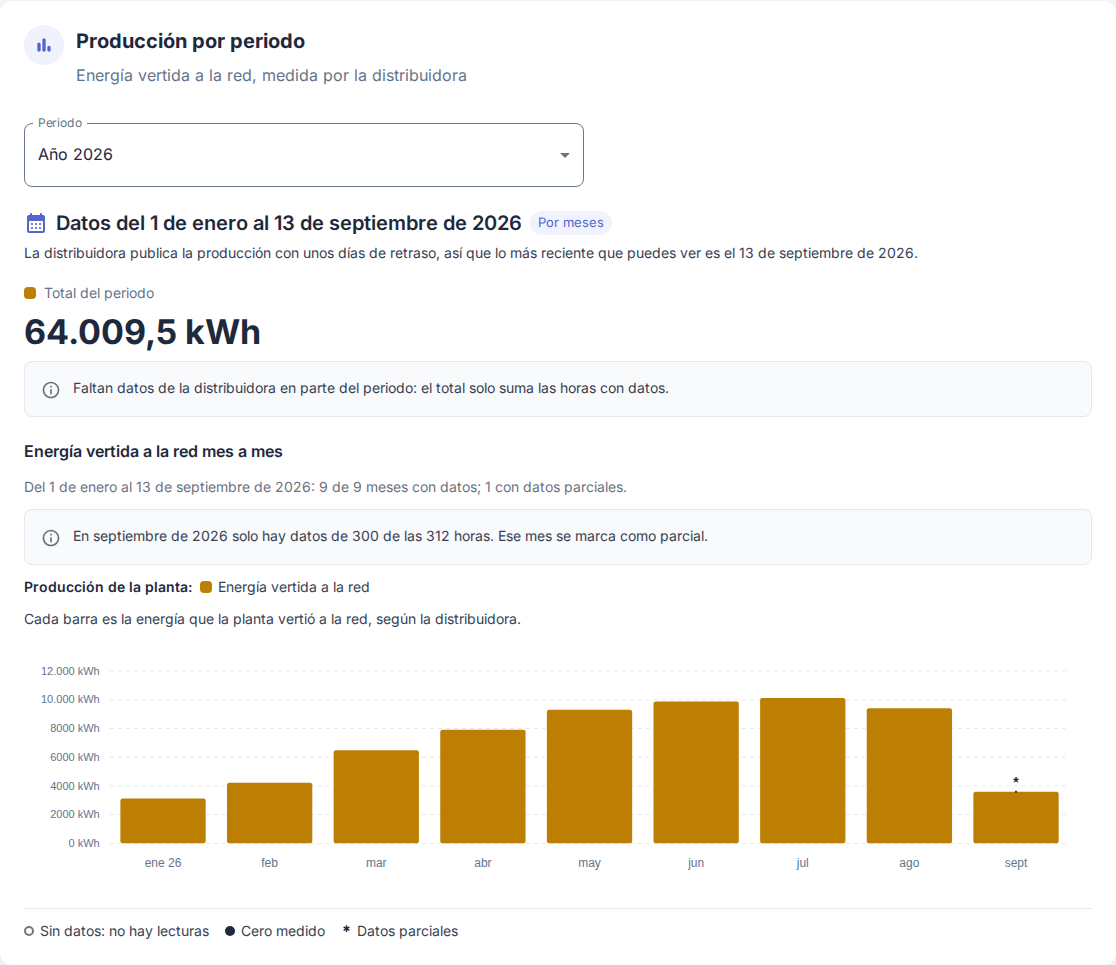 Producción por periodo
Energía vertida a la red, medida por la distribuidora
Periodo
Año 2026
Datos del 1 de enero al 13 de septiembre de 2026 Por meses
La distribuidora publica la producción con unos días de retraso, así que lo más reciente que puedes ver es el 13 de septiembre de 2026.
Total del periodo
64.009,5 kWh
Faltan datos de la distribuidora en parte del periodo: el total solo suma las horas con datos.
Energía vertida a la red mes a mes
Del 1 de enero al 13 de septiembre de 2026: 9 de 9 meses con datos; 1 con datos parciales.
En septiembre de 2026 solo hay datos de 300 de las 312 horas. Ese mes se marca como parcial.
Producción de la planta: Energía vertida a la red
Cada barra es la energía que la planta vertió a la red, según la distribuidora.
12.000 kWh
10.000 kWh
8000 kWh
6000 kWh
4000 kWh
2000 kWh
0 kWh
*
ene 26 feb mar abr may jun jul ago sept
Sin datos: no hay lecturas Cero medido * Datos parciales